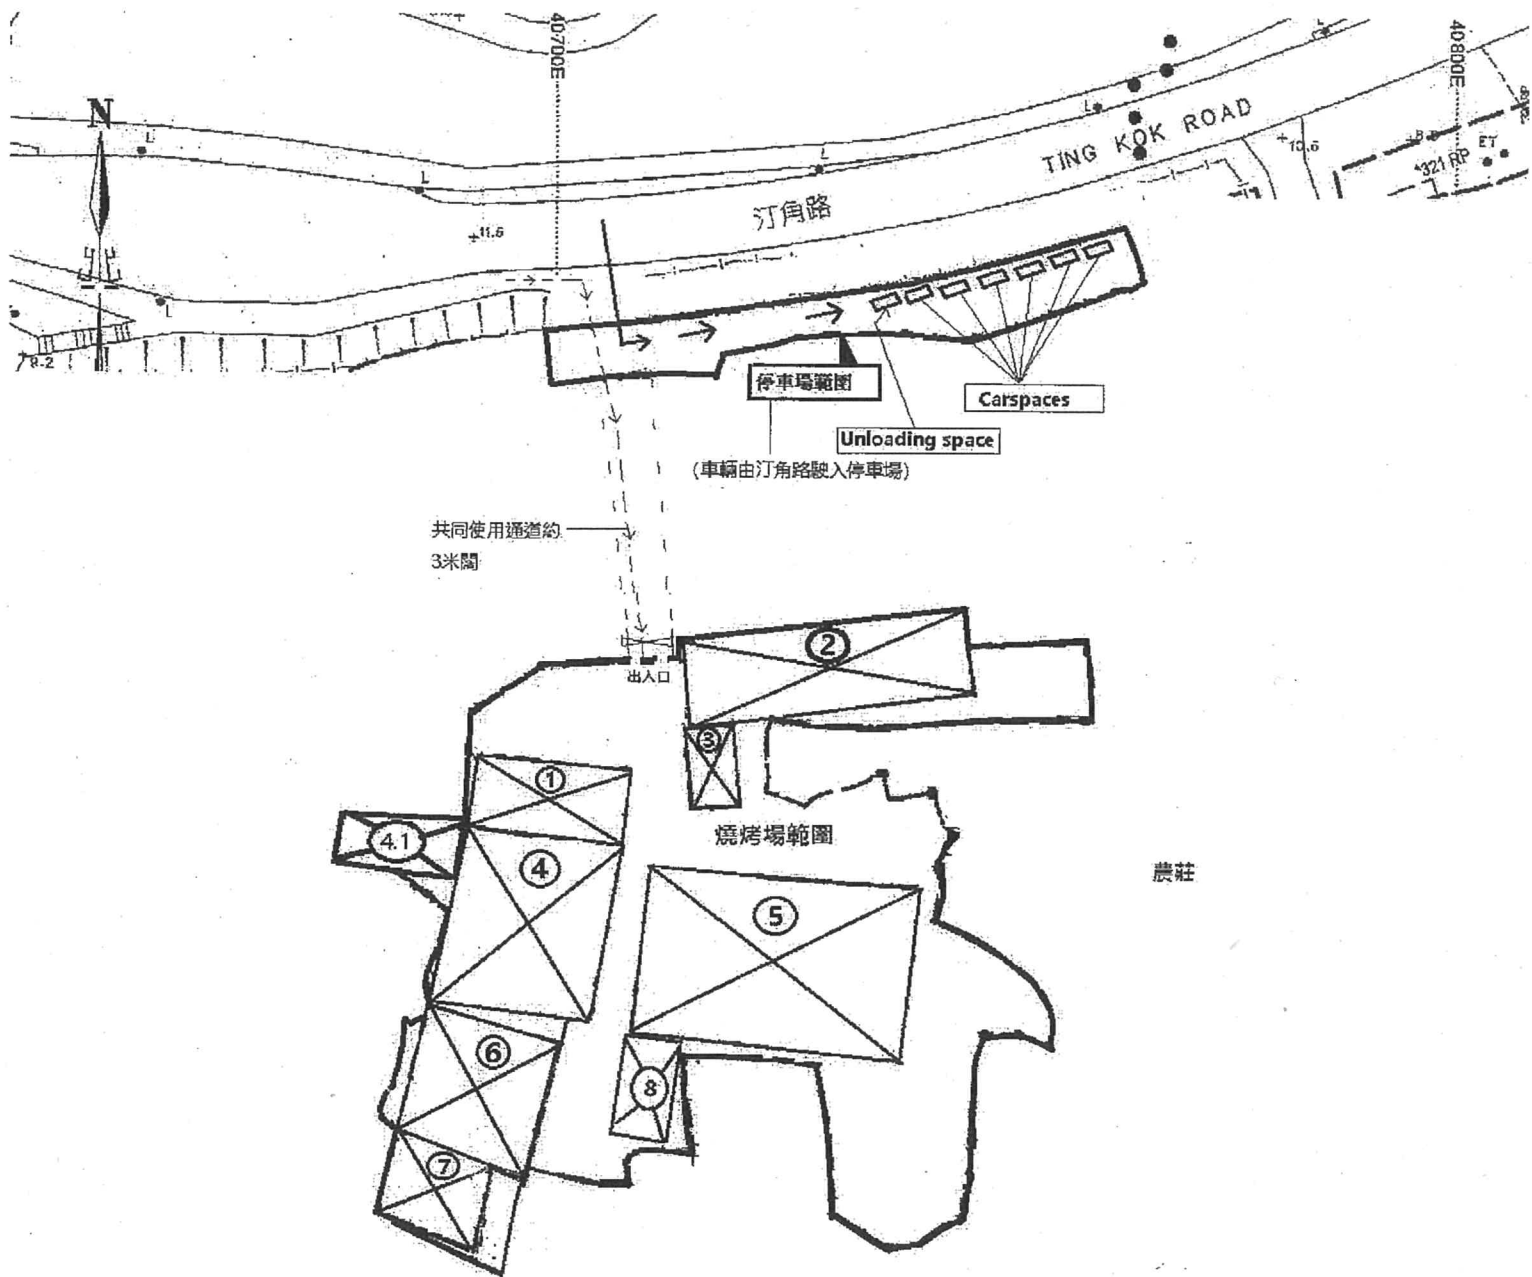 40700E
40800E
N
L
L
L
L
L
L
TING KOK ROAD
汀角路
+11.6
+10.6
B.P
ET
321 RP
9.2
停車場範圍
Carspaces
Unloading space
(車輛由汀角路駛入停車場)
共同使用通道約
3米闊
出入口
2
3
1
4.1
4
燒烤場範圍
農莊
5
6
8
7